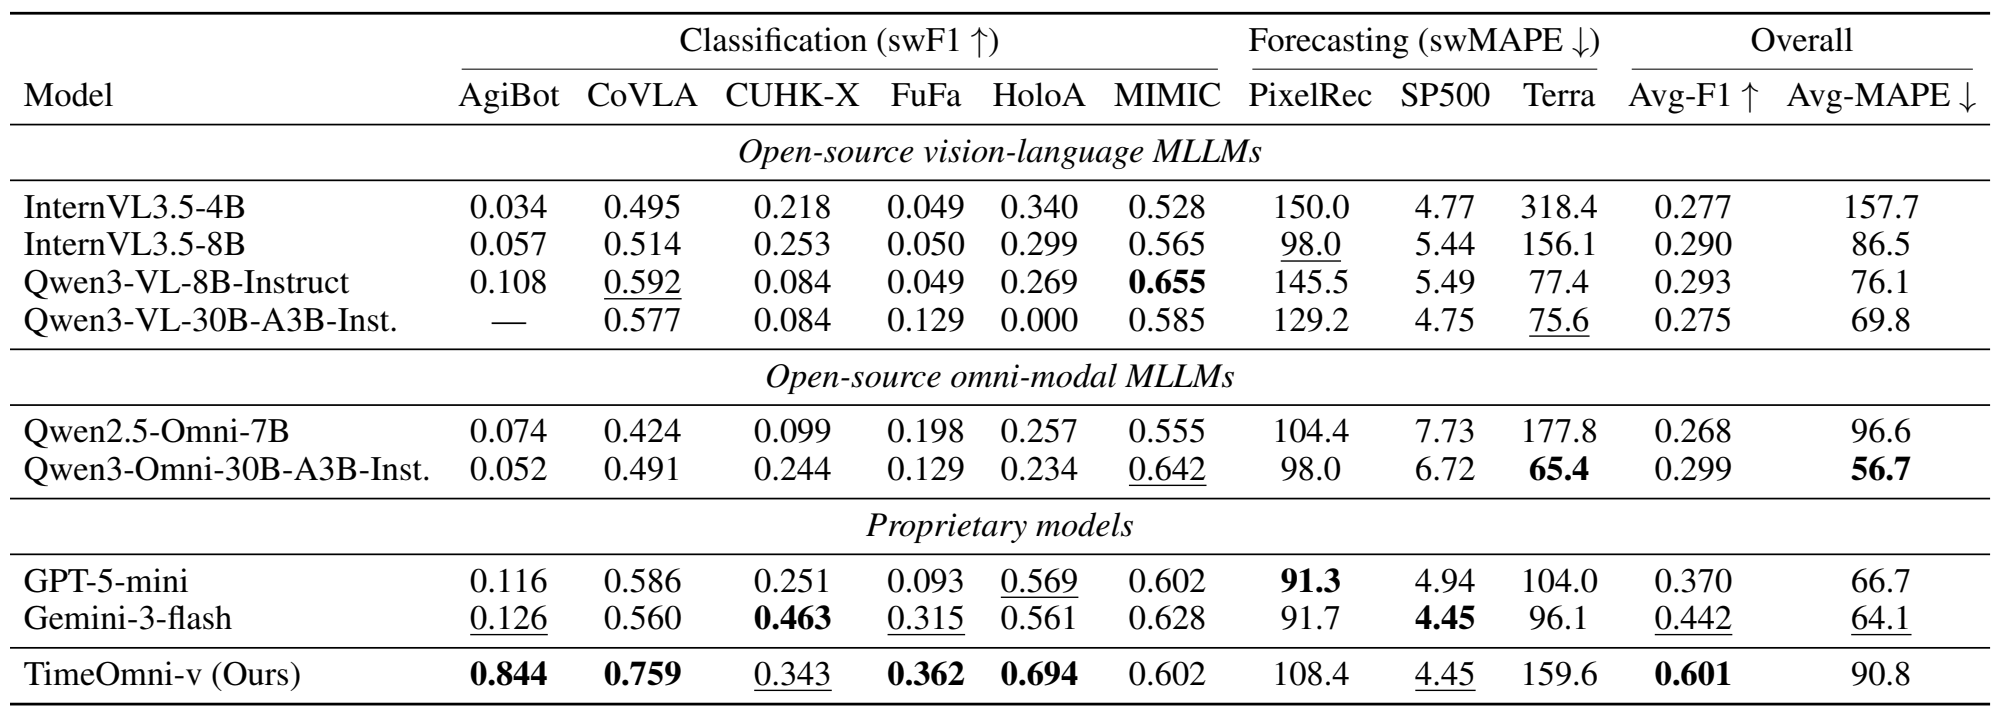 Classification (swF1 ↑) Forecasting (swMAPE ↓) Overall
Model AgiBot CoVLA CUHK-X FuFa HoloA MIMIC PixelRec SP500 Terra Avg-F1 ↑ Avg-MAPE ↓
Open-source vision-language MLLMs
InternVL3.5-4B 0.034 0.495 0.218 0.049 0.340 0.528 150.0 4.77 318.4 0.277 157.7
InternVL3.5-8B 0.057 0.514 0.253 0.050 0.299 0.565 98.0 5.44 156.1 0.290 86.5
Qwen3-VL-8B-Instruct 0.108 0.592 0.084 0.049 0.269 0.655 145.5 5.49 77.4 0.293 76.1
Qwen3-VL-30B-A3B-Inst. — 0.577 0.084 0.129 0.000 0.585 129.2 4.75 75.6 0.275 69.8
Open-source omni-modal MLLMs
Qwen2.5-Omni-7B 0.074 0.424 0.099 0.198 0.257 0.555 104.4 7.73 177.8 0.268 96.6
Qwen3-Omni-30B-A3B-Inst. 0.052 0.491 0.244 0.129 0.234 0.642 98.0 6.72 65.4 0.299 56.7
Proprietary models
GPT-5-mini 0.116 0.586 0.251 0.093 0.569 0.602 91.3 4.94 104.0 0.370 66.7
Gemini-3-flash 0.126 0.560 0.463 0.315 0.561 0.628 91.7 4.45 96.1 0.442 64.1
TimeOmni-v (Ours) 0.844 0.759 0.343 0.362 0.694 0.602 108.4 4.45 159.6 0.601 90.8